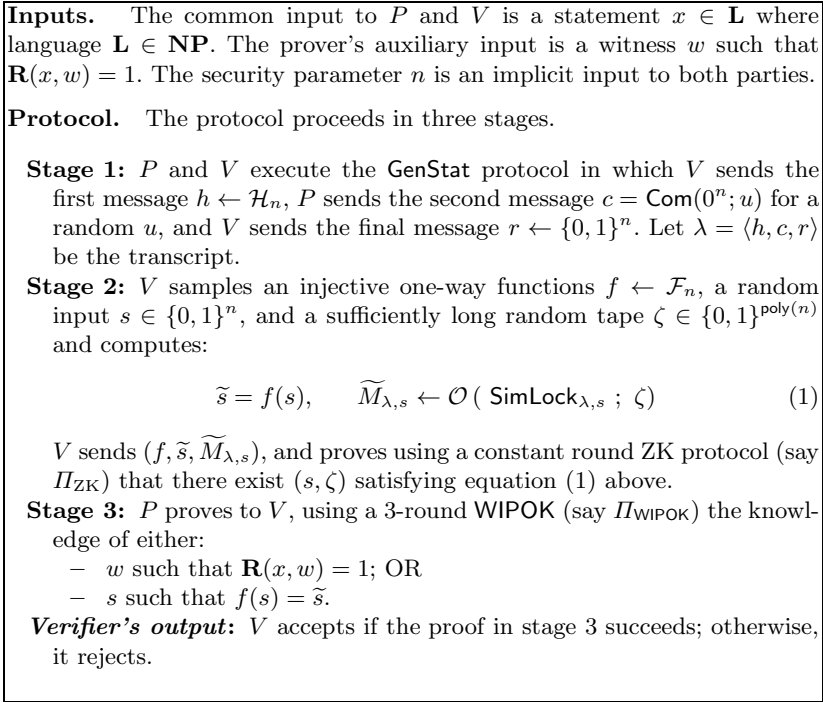 Inputs. The common input to P and V is a statement x ∈ L where
language L ∈ NP. The prover's auxiliary input is a witness w such that
R(x, w) = 1. The security parameter n is an implicit input to both parties.
Protocol. The protocol proceeds in three stages.
Stage 1: P and V execute the GenStat protocol in which V sends the
first message h ← ℋₙ, P sends the second message c = Com(0ⁿ; u) for a
random u, and V sends the final message r ← {0, 1}ⁿ. Let λ = ⟨h, c, r⟩
be the transcript.
Stage 2: V samples an injective one-way functions f ← ℱₙ, a random
input s ∈ {0, 1}ⁿ, and a sufficiently long random tape ζ ∈ {0, 1}^poly(n)
and computes:
s̃ = f(s), M̃_λ,s ← 𝒪 ( SimLock_λ,s ; ζ) (1)
V sends (f, s̃, M̃_λ,s), and proves using a constant round ZK protocol (say
Π_ZK) that there exist (s, ζ) satisfying equation (1) above.
Stage 3: P proves to V, using a 3-round WIPOK (say Π_WIPOK) the knowl-
edge of either:
– w such that R(x, w) = 1; OR
– s such that f(s) = s̃.
Verifier's output: V accepts if the proof in stage 3 succeeds; otherwise,
it rejects.